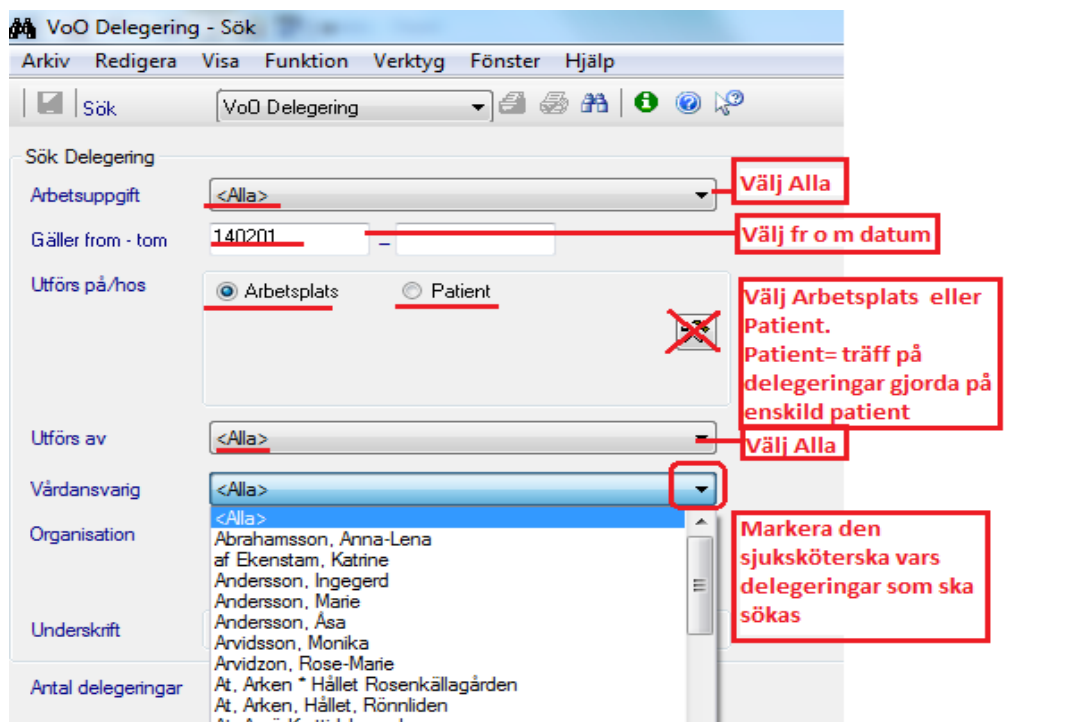 VoO Delegering - Sök
Arkiv Redigera Visa Funktion Verktyg Fönster Hjälp
Sök VoO Delegering
Sök Delegering
Arbetsuppgift <Alla>
Välj Alla
Gäller from - tom 140201 –
Välj fr o m datum
Utförs på/hos Arbetsplats Patient
Välj Arbetsplats eller
Patient.
Patient= träff på
delegeringar gjorda på
enskild patient
Utförs av <Alla>
Välj Alla
Vårdansvarig <Alla>
<Alla>
Organisation
Abrahamsson, Anna-Lena
af Ekenstam, Katrine
Andersson, Ingegerd
Andersson, Marie
Andersson, Åsa
Underskrift
Arvidsson, Monika
Arvidzon, Rose-Marie
Antal delegeringar
At, Arken * Hållet Rosenkällagården
At, Arken, Hållet, Rönnliden
Markera den
sjuksköterska vars
delegeringar som ska
sökas